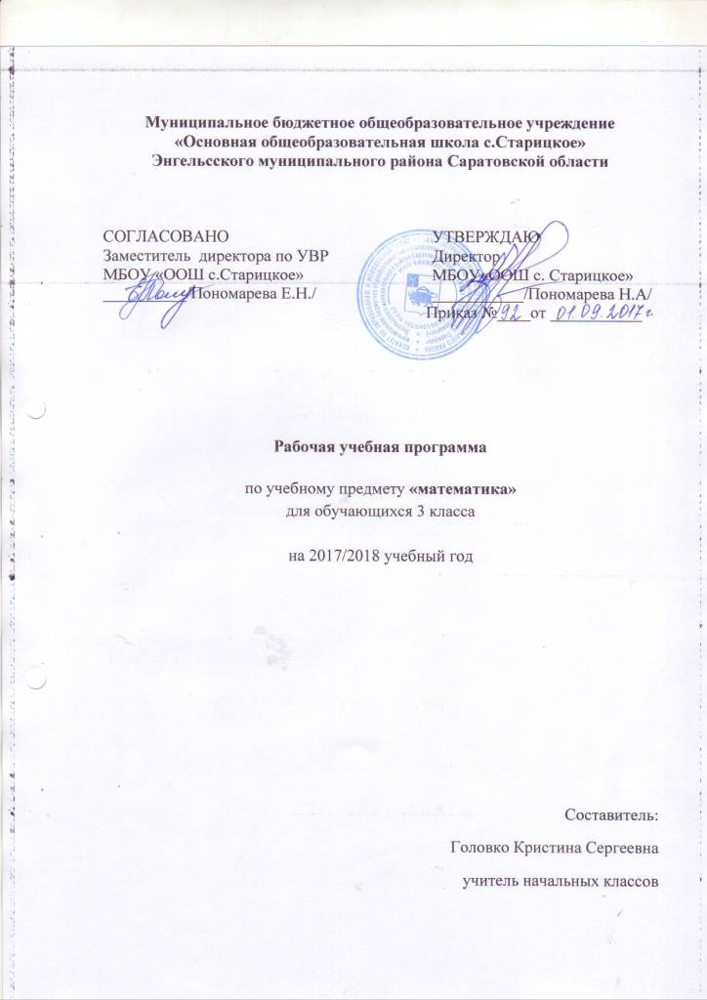 Муниципальное бюджетное общеобразовательное учреждение
«Основная общеобразовательная школа с.Старицкое»
Энгельсского муниципального района Саратовской области
СОГЛАСОВАНО
Заместитель директора по УВР
МБОУ «ООШ с.Старицкое»
/Пономарева Е.Н./
УТВЕРЖДАЮ
Директор
МБОУ «ООШ с. Старицкое»
/Пономарева Н.А/
Приказ № 92 от 01.09.2017 г.
Рабочая учебная программа
по учебному предмету «математика»
для обучающихся 3 класса
на 2017/2018 учебный год
Составитель:
Головко Кристина Сергеевна
учитель начальных классов